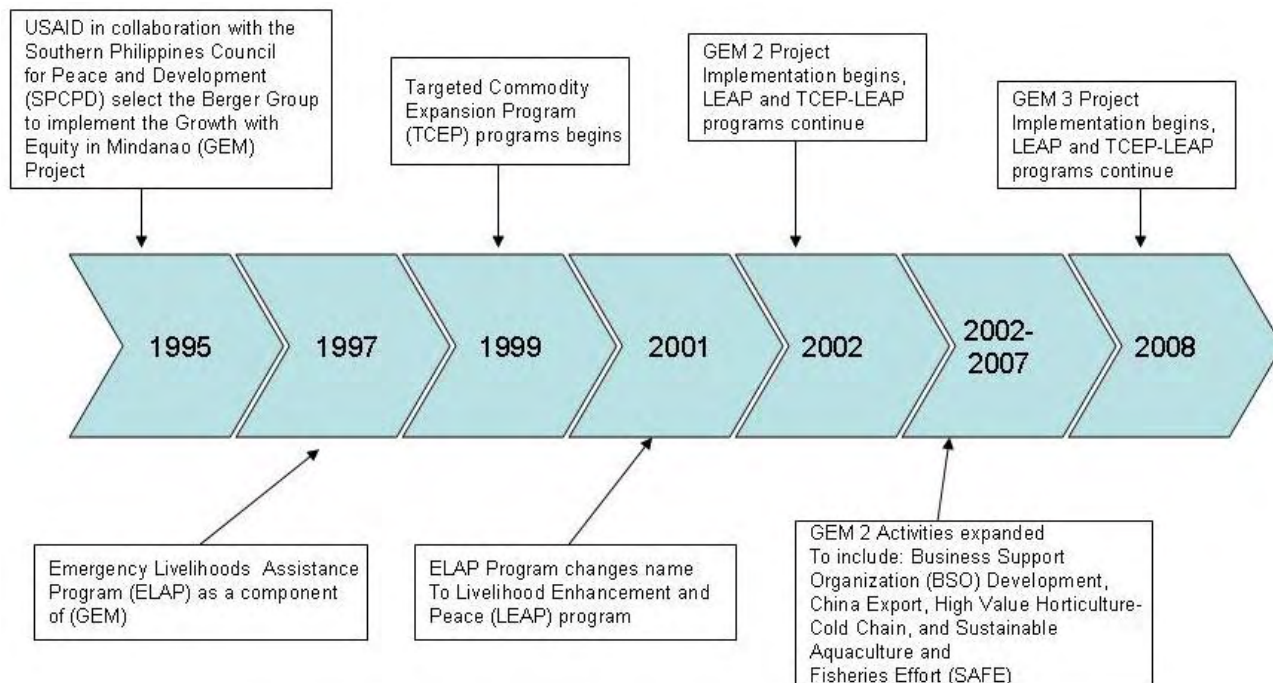 USAID in collaboration with the
Southern Philippines Council
for Peace and Development
(SPCPD) select the Berger Group
to implement the Growth with
Equity in Mindanao (GEM)
Project
Targeted Commodity
Expansion Program
(TCEP) programs begins
GEM 2 Project
Implementation begins,
LEAP and TCEP-LEAP
programs continue
GEM 3 Project
Implementation begins,
LEAP and TCEP-LEAP
programs continue
1995
1997
1999
2001
2002
2002-
2007
2008
Emergency Livelihoods Assistance
Program (ELAP) as a component
of (GEM)
ELAP Program changes name
To Livelihood Enhancement and
Peace (LEAP) program
GEM 2 Activities expanded
To include: Business Support
Organization (BSO) Development,
China Export, High Value Horticulture-
Cold Chain, and Sustainable
Aquaculture and
Fisheries Effort (SAFE)